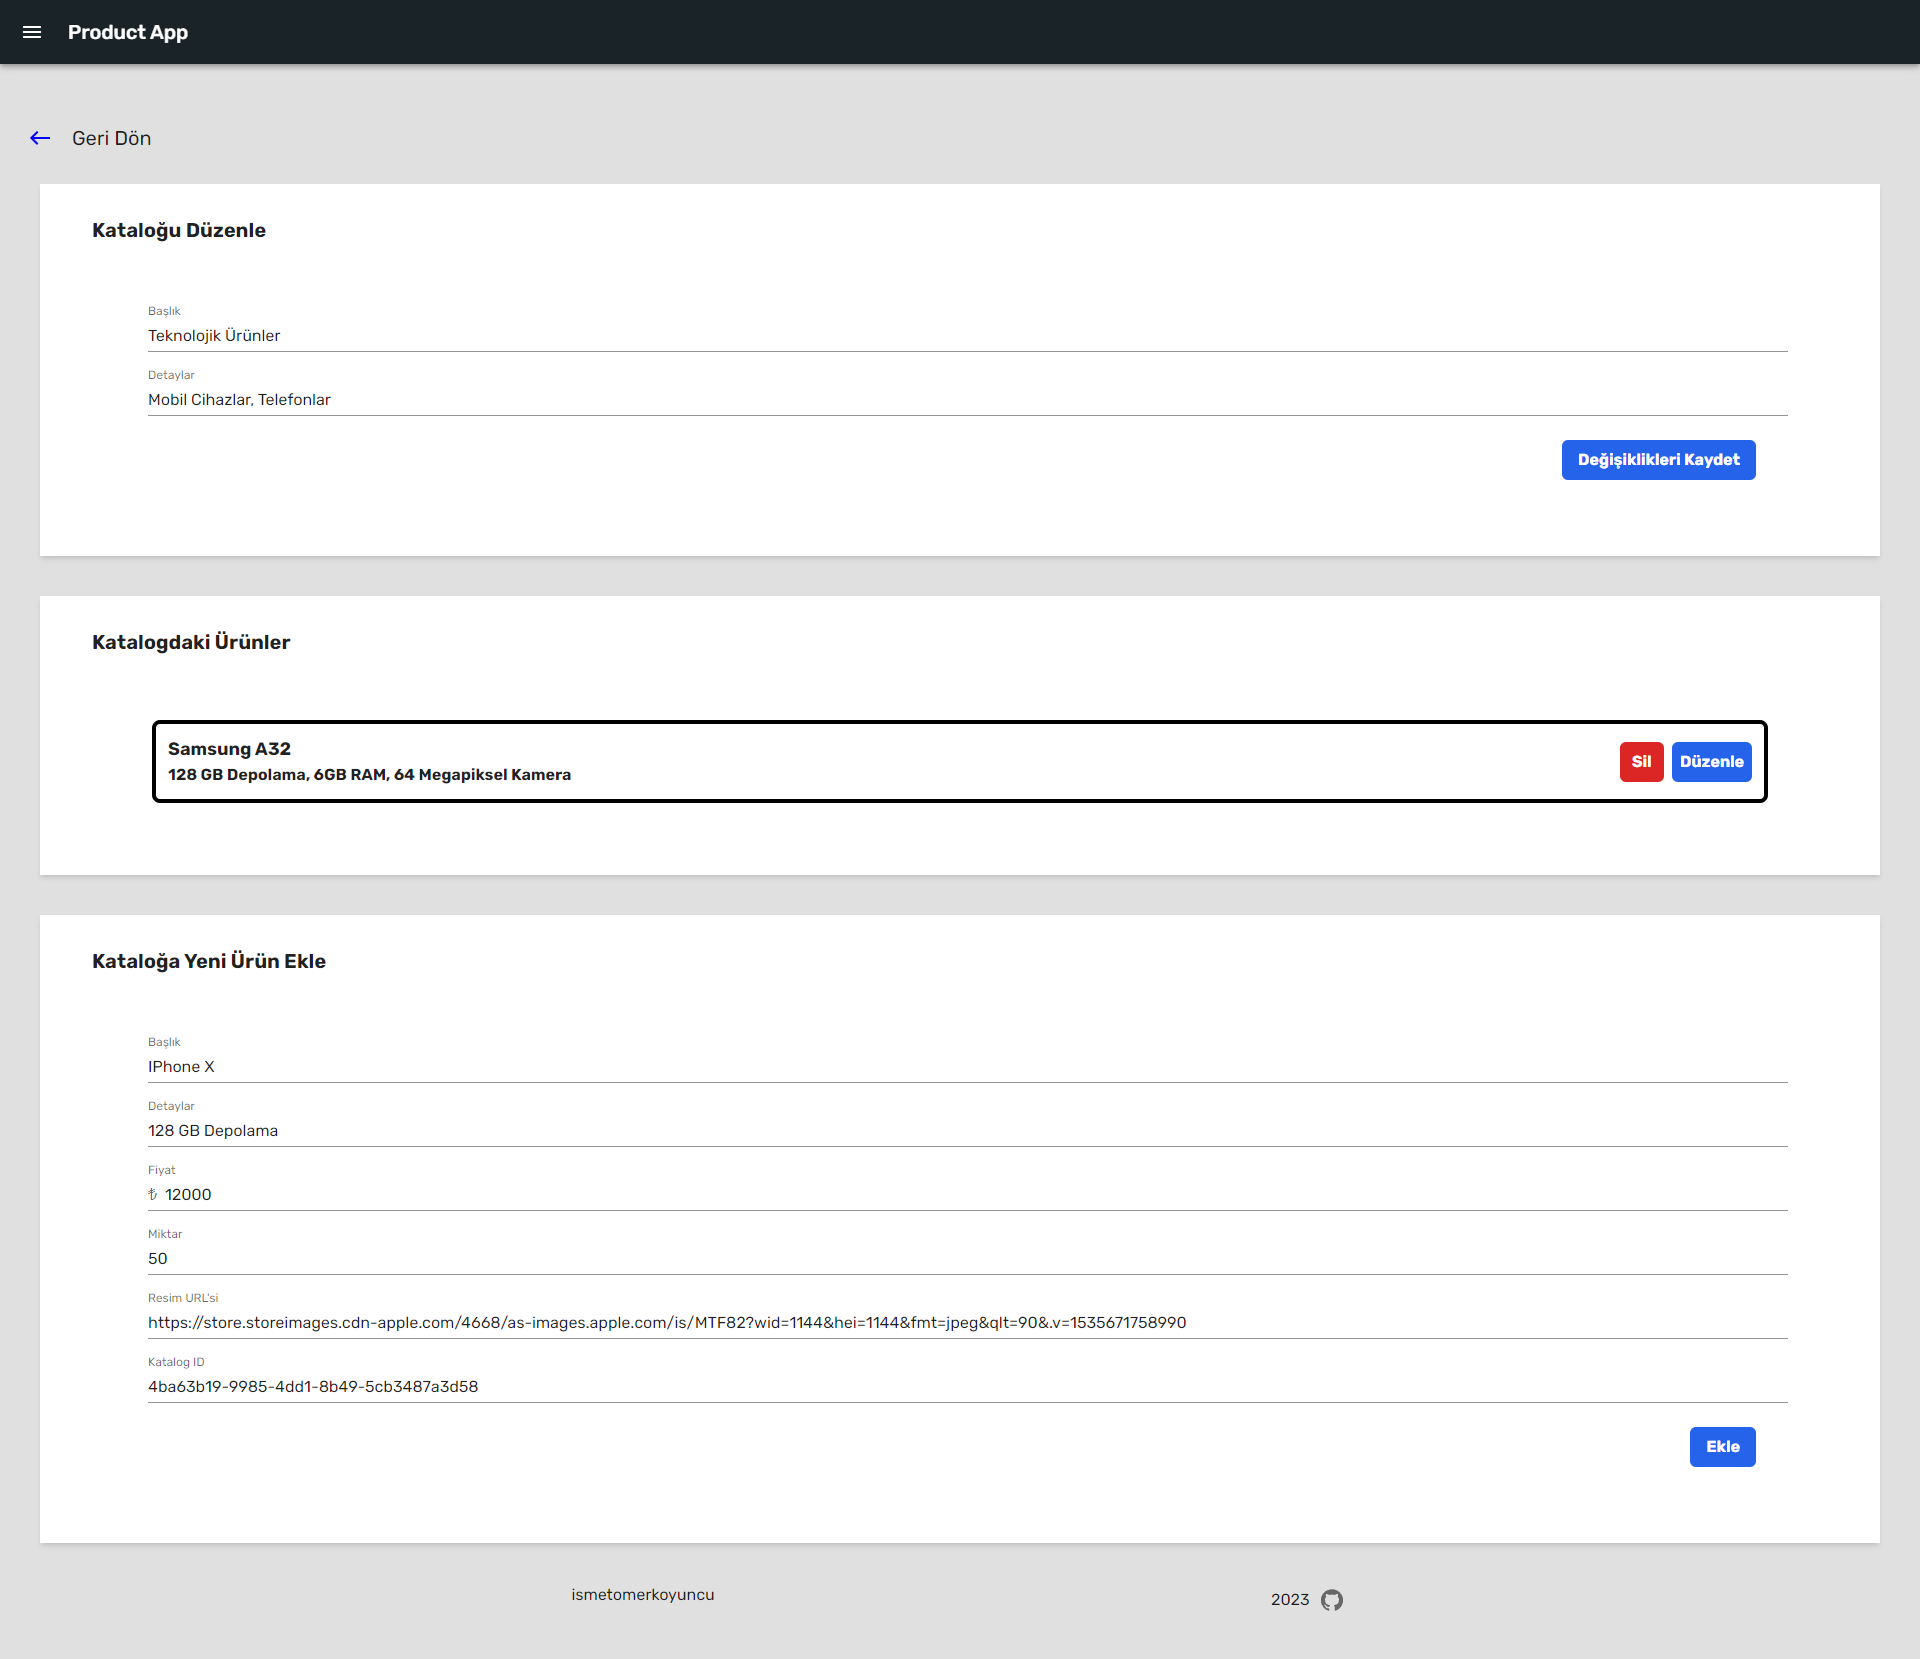 Product App
Geri Dön
Kataloğu Düzenle
Başlık
Teknolojik Ürünler
Detaylar
Mobil Cihazlar, Telefonlar
Değişiklikleri Kaydet
Katalogdaki Ürünler
Samsung A32
128 GB Depolama, 6GB RAM, 64 Megapiksel Kamera
Sil
Düzenle
Kataloğa Yeni Ürün Ekle
Başlık
IPhone X
Detaylar
128 GB Depolama
Fiyat
₺ 12000
Miktar
50
Resim URL'si
https://store.storeimages.cdn-apple.com/4668/as-images.apple.com/is/MTF82?wid=1144&hei=1144&fmt=jpeg&qlt=90&.v=1535671758990
Katalog ID
4ba63b19-9985-4dd1-8b49-5cb3487a3d58
Ekle
ismetomerkoyuncu
2023